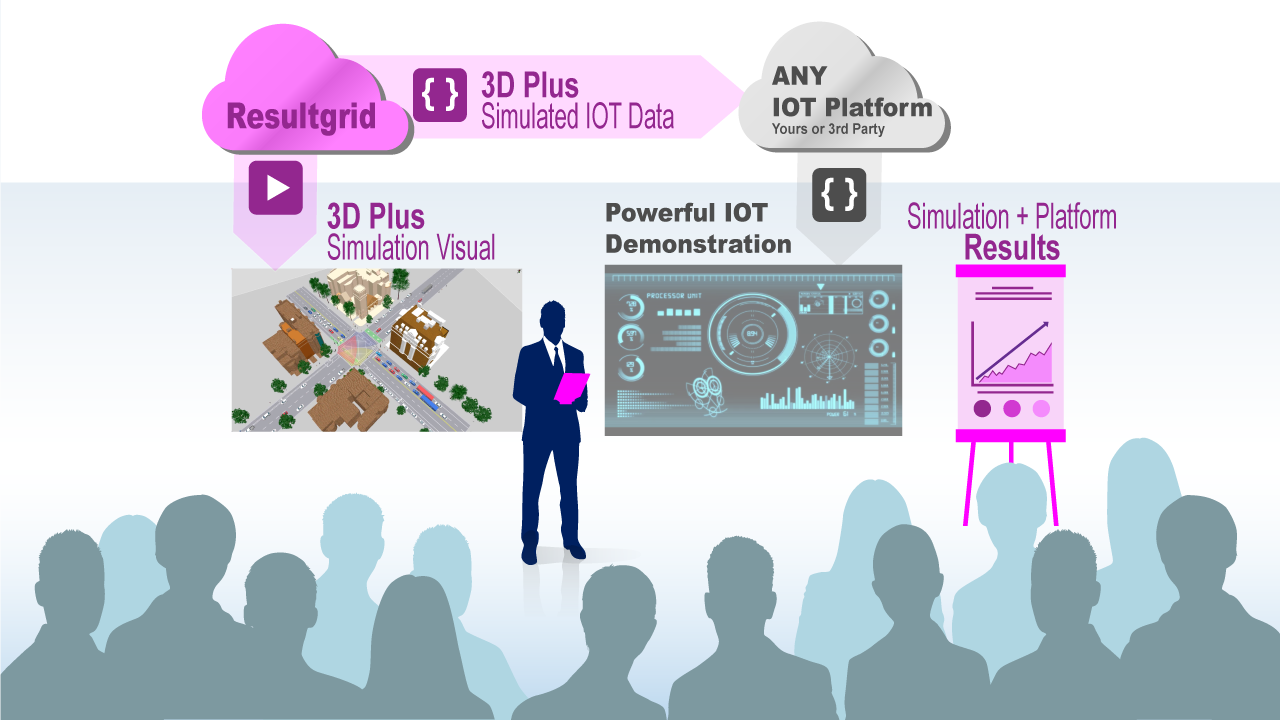 Resultgrid
{ }
3D Plus
Simulated IOT Data
ANY
IOT Platform
Yours or 3rd Party
3D Plus
Simulation Visual
{ }
Powerful IOT
Demonstration
Simulation + Platform
Results
PROCESSOR UNIT